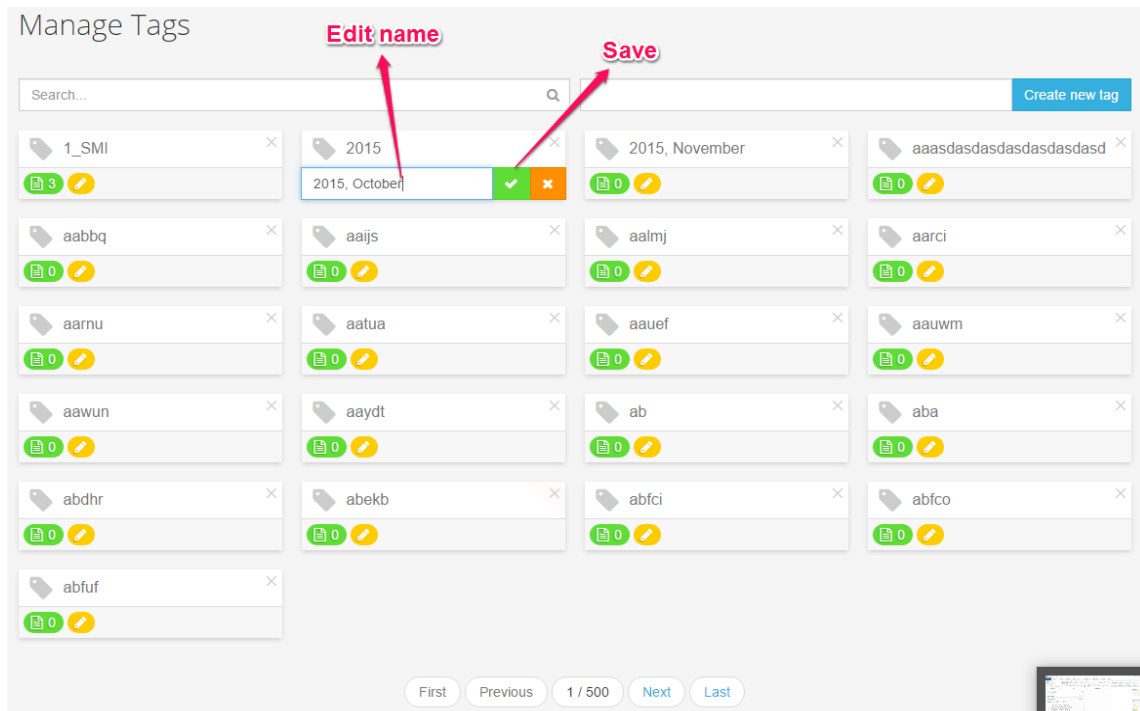 Manage Tags
Edit name
Save
Search...
Create new tag
1_SMI
2015
2015, November
aaasdasdasdasdasdasdasd
3
2015, October
0
0
aabbq
aaijs
aalmj
aarci
0
0
0
0
aarnu
aatua
aauef
aauwm
0
0
0
0
aawun
aaydt
ab
aba
0
0
0
0
abdhr
abekb
abfci
abfco
0
0
0
0
abfuf
0
First
Previous
1 / 500
Next
Last